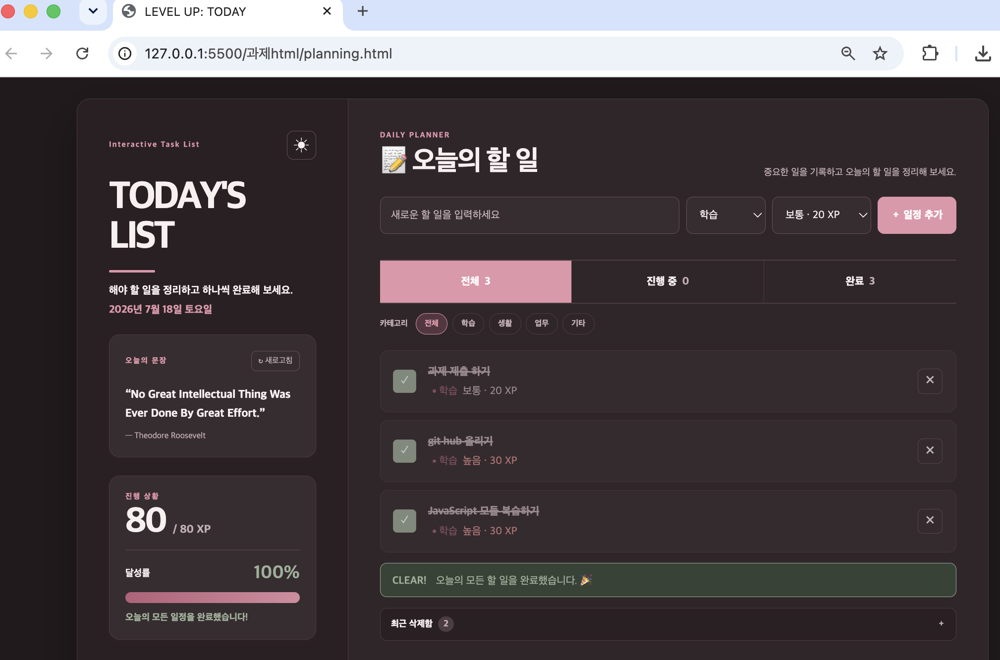 LEVEL UP: TODAY
127.0.0.1:5500/과제html/planning.html
Interactive Task List
TODAY'S
LIST
해야 할 일을 정리하고 하나씩 완료해 보세요.
2026년 7월 18일 토요일
오늘의 문장
↻ 새로고침
“No Great Intellectual Thing Was
Ever Done By Great Effort.”
— Theodore Roosevelt
진행 상황
80 / 80 XP
달성률 100%
오늘의 모든 일정을 완료했습니다!
DAILY PLANNER
📝 오늘의 할 일
중요한 일을 기록하고 오늘의 할 일을 정리해 보세요.
새로운 할 일을 입력하세요
학습
보통 · 20 XP
+ 일정 추가
전체 3
진행 중 0
완료 3
카테고리 전체 학습 생활 업무 기타
과제 제출 하기
• 학습 보통 · 20 XP
git hub 올리기
• 학습 높음 · 30 XP
JavaScript 모듈 복습하기
• 학습 높음 · 30 XP
CLEAR! 오늘의 모든 할 일을 완료했습니다. 🎉
최근 삭제함 2 +